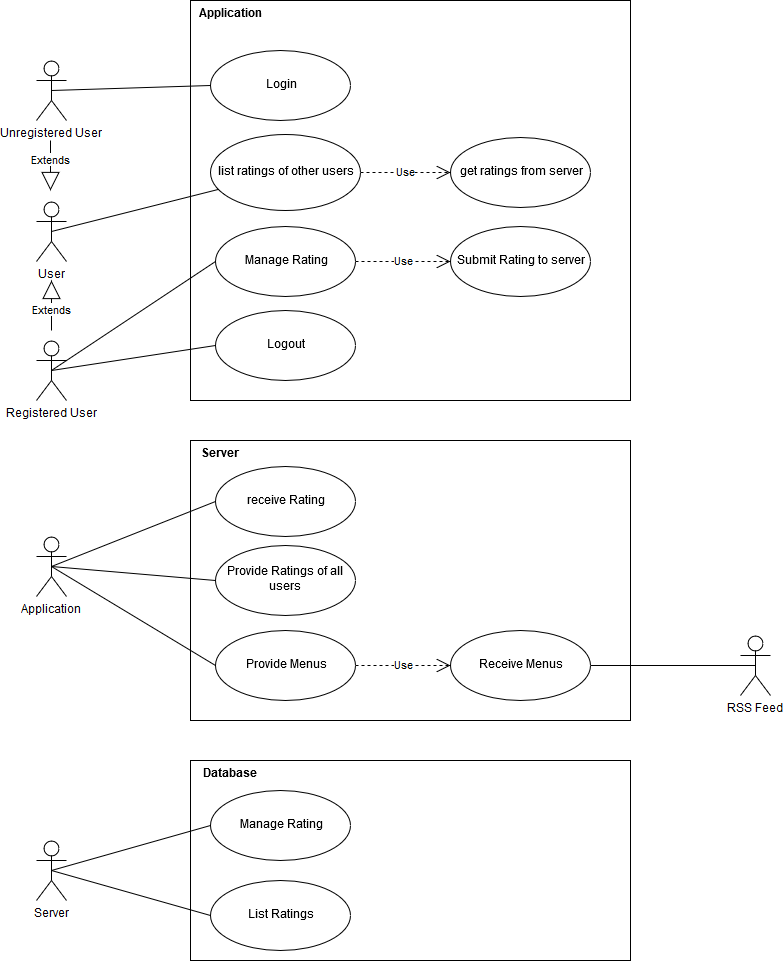 Application
Login
Unregistered User
Extends
list ratings of other users
Use
get ratings from server
User
Manage Rating
Use
Submit Rating to server
Extends
Logout
Registered User
Server
receive Rating
Provide Ratings of all
users
Application
Provide Menus
Use
Receive Menus
RSS Feed
Database
Manage Rating
Server
List Ratings